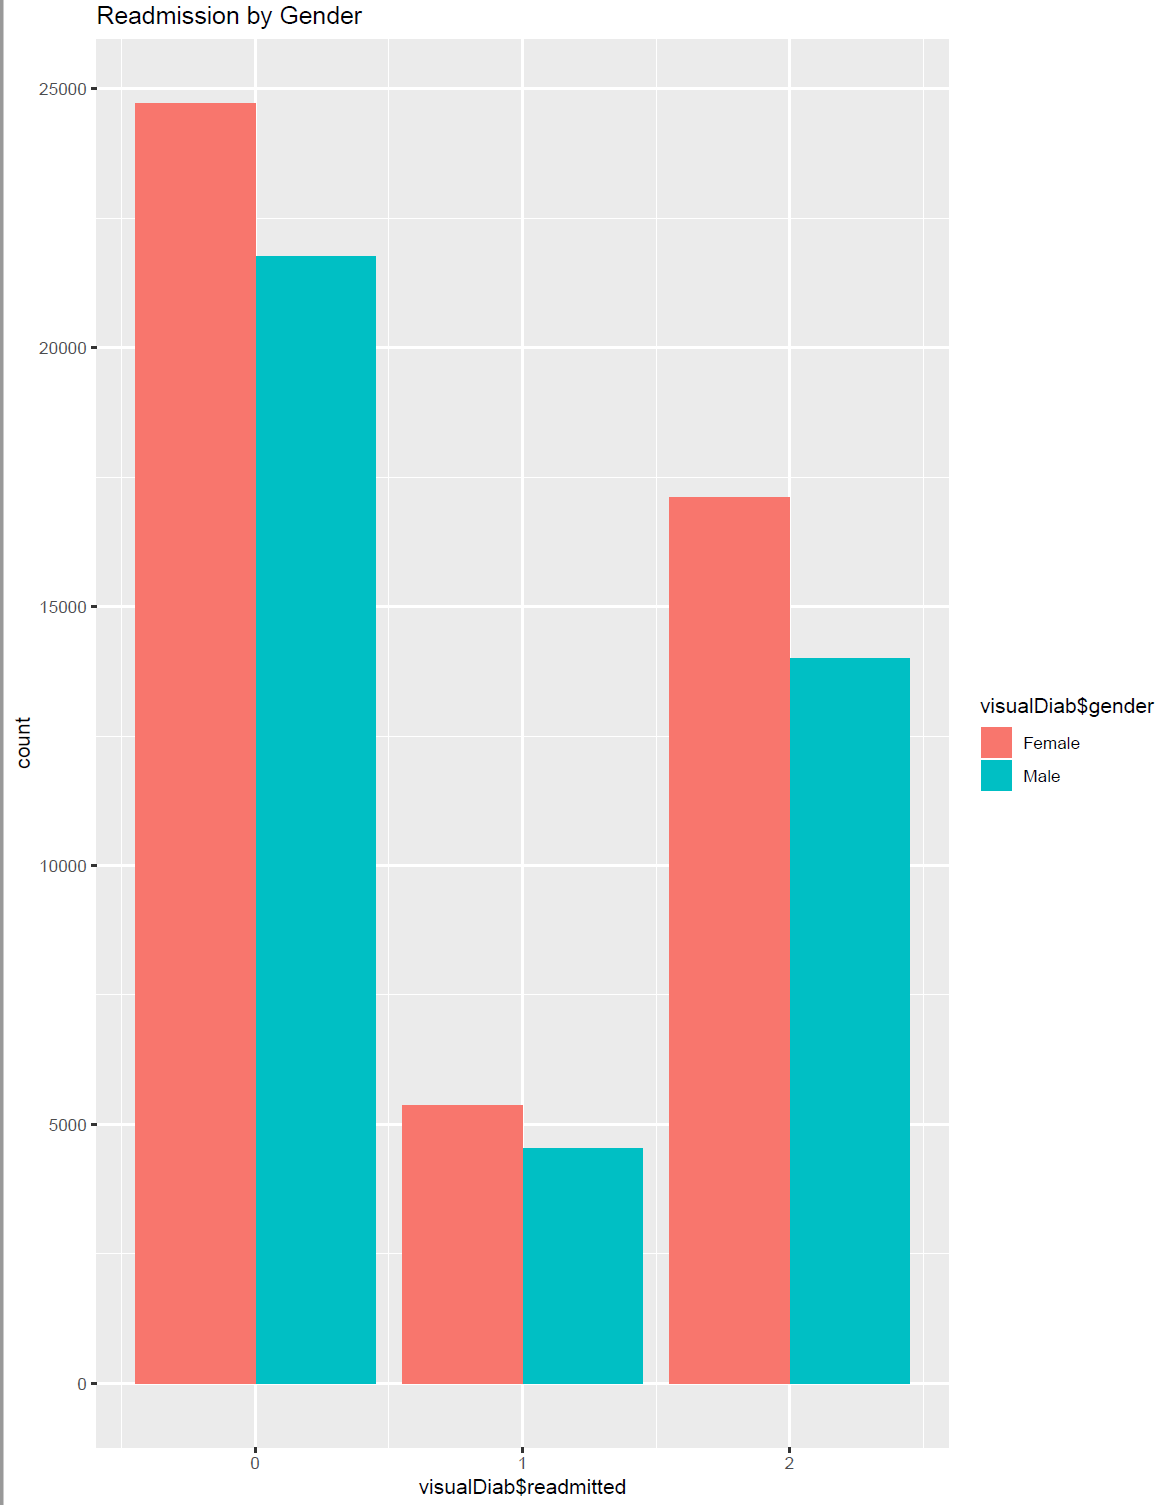 Readmission by Gender
25000
20000
15000
10000
5000
0
count
0 1 2
visualDiab$readmitted
visualDiab$gender
Female
Male